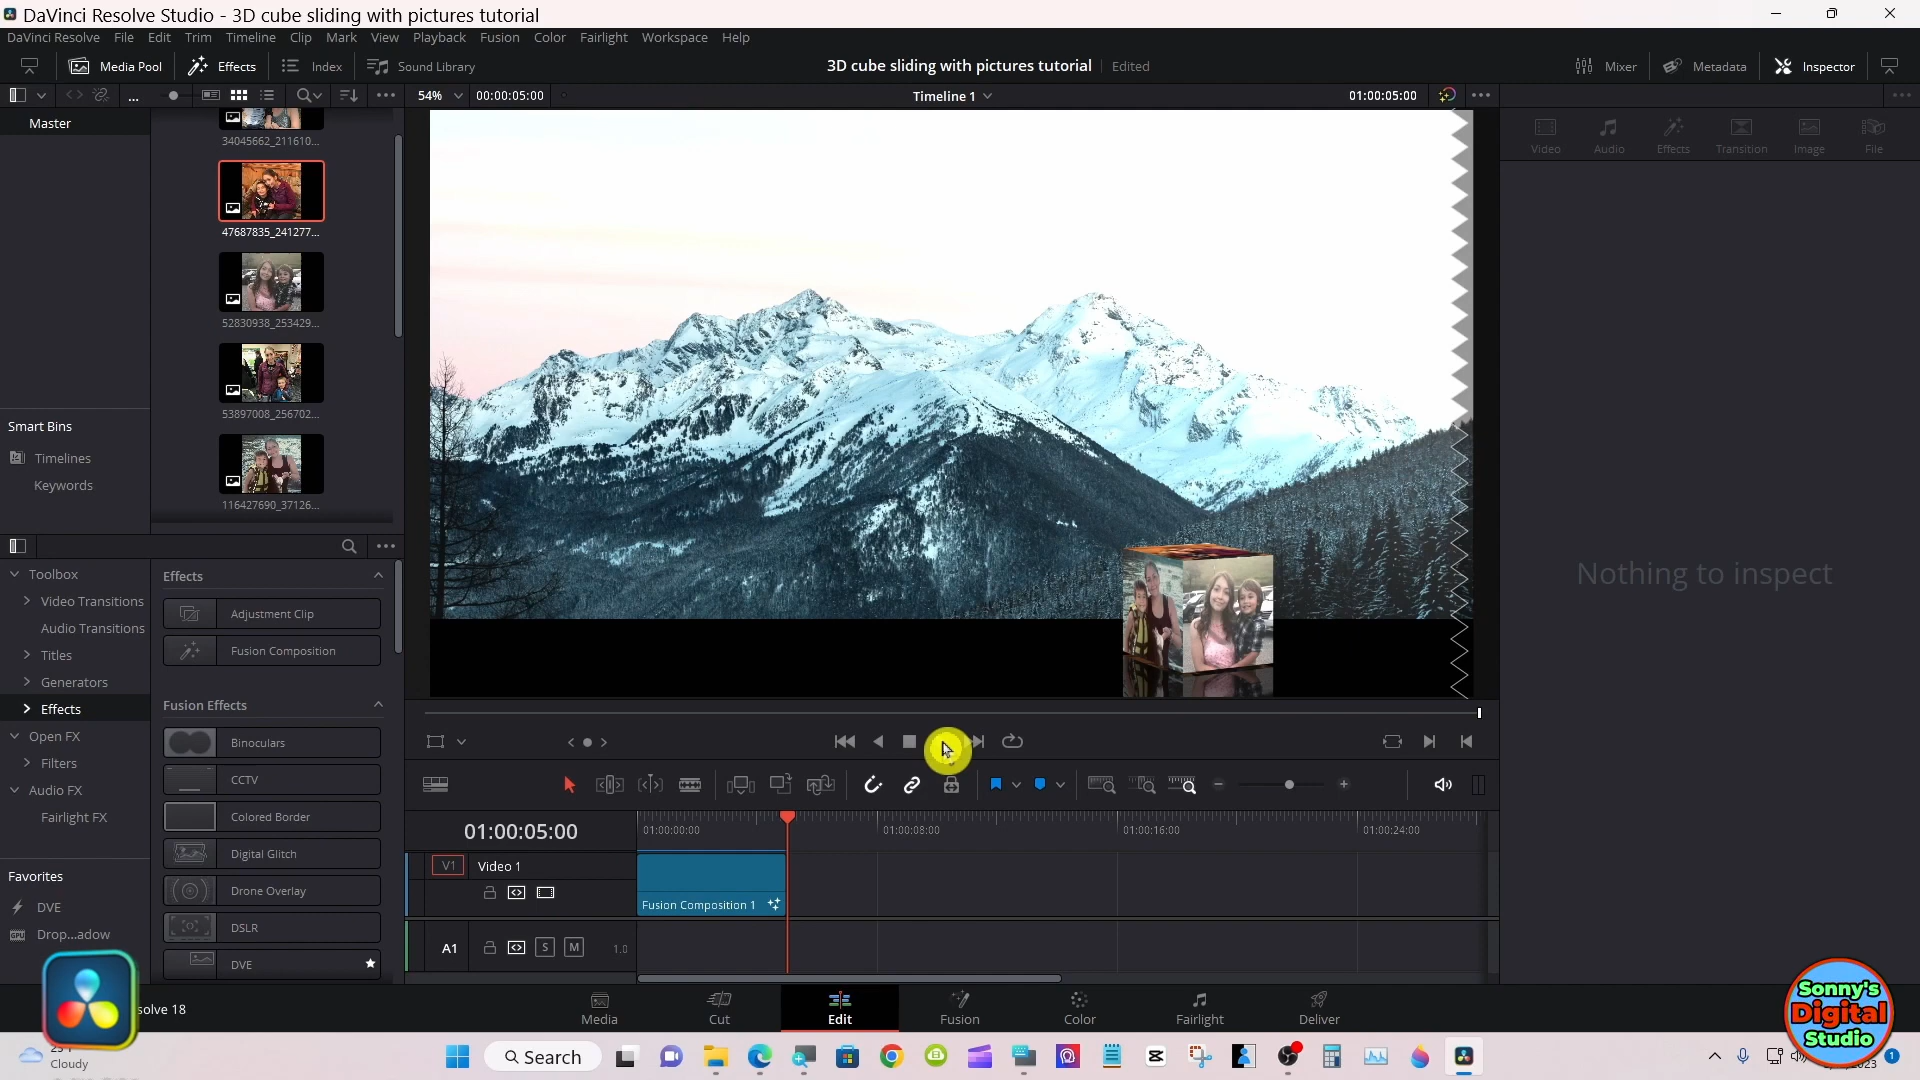 DaVinci Resolve Studio - 3D cube sliding with pictures tutorial
DaVinci Resolve File Edit Trim Timeline Clip Mark View Playback Fusion Color Fairlight Workspace Help
Media Pool Effects Index Sound Library
3D cube sliding with pictures tutorial Edited
Mixer Metadata Inspector
54% 00:00:05:00 Timeline 1 01:00:05:00
Master
34045662_211610...
47687835_241277...
52830938_253429...
53897008_256702...
116427690_37126...
Smart Bins
Timelines
Keywords
Video Audio Effects Transition Image File
Nothing to inspect
Toolbox
Video Transitions
Audio Transitions
Titles
Generators
Effects
Open FX
Filters
Audio FX
Fairlight FX
Favorites
DVE
Drop...adow
Effects
Adjustment Clip
Fusion Composition
Fusion Effects
Binoculars
CCTV
Colored Border
Digital Glitch
Drone Overlay
DSLR
DVE
01:00:05:00
01:00:00:00 01:00:08:00 01:00:16:00 01:00:24:00
V1 Video 1
Fusion Composition 1
A1 S M 1.0
solve 18
Media Cut Edit Fusion Color Fairlight Deliver
Sonny's
Digital
Studio
Cloudy
Search
1